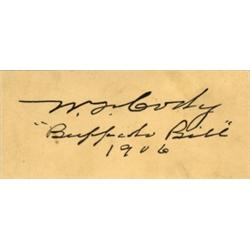 W. F. Cody
"Buffalo Bill"
1906